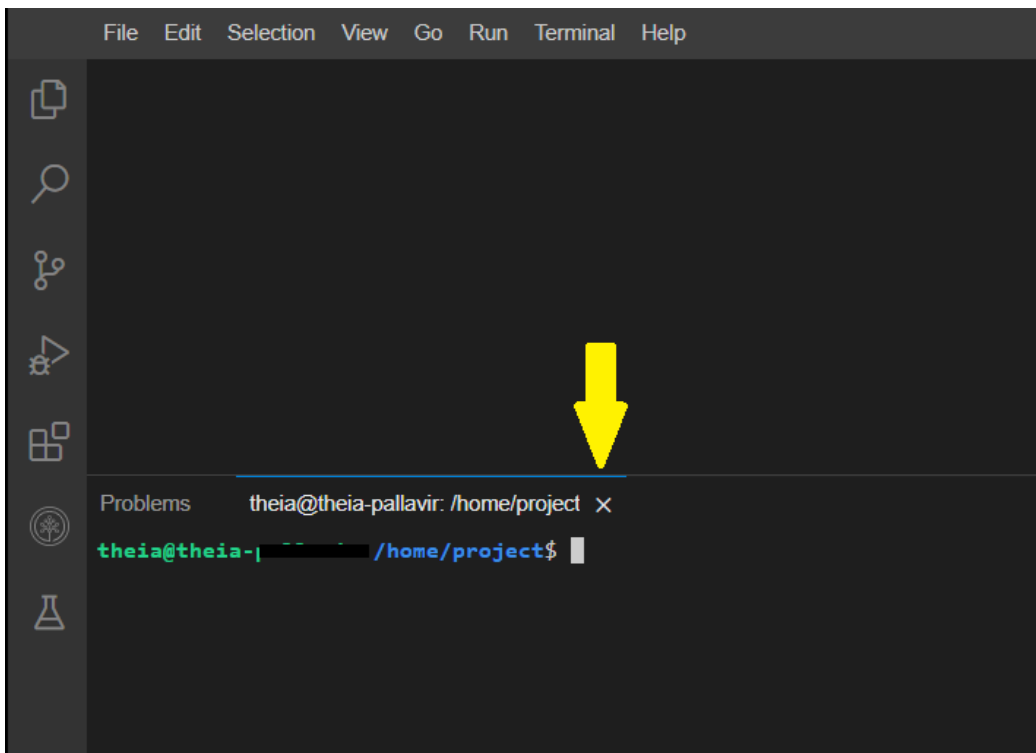 File Edit Selection View Go Run Terminal Help
Problems theia@theia-pallavir: /home/project ×
theia@theia- /home/project$